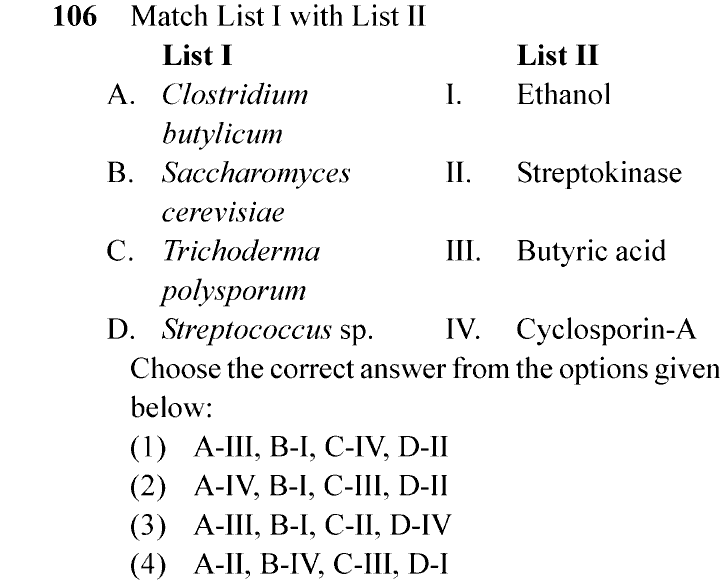 106 Match List I with List II
List I List II
A. Clostridium I. Ethanol
butylicum
B. Saccharomyces II. Streptokinase
cerevisiae
C. Trichoderma III. Butyric acid
polysporum
D. Streptococcus sp. IV. Cyclosporin-A
Choose the correct answer from the options given
below:
(1) A-III, B-I, C-IV, D-II
(2) A-IV, B-I, C-III, D-II
(3) A-III, B-I, C-II, D-IV
(4) A-II, B-IV, C-III, D-I